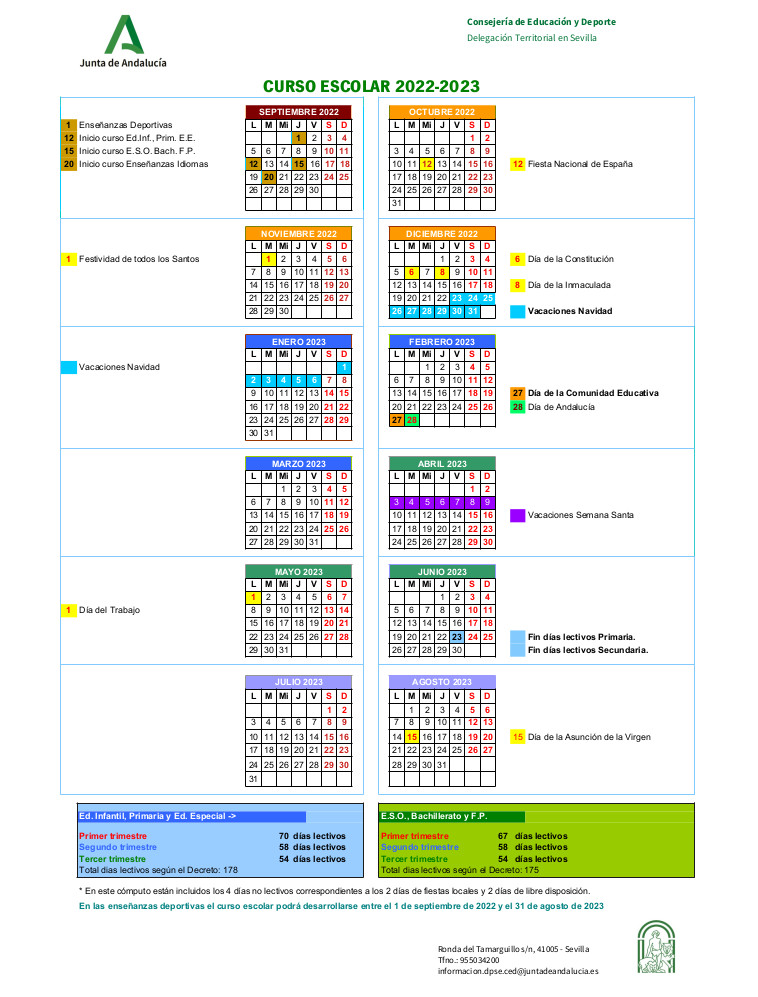 Junta de Andalucía
Consejería de Educación y Deporte
Delegación Territorial en Sevilla
CURSO ESCOLAR 2022-2023
1 Enseñanzas Deportivas
12 Inicio curso Ed.Inf., Prim. E.E.
15 Inicio curso E.S.O. Bach. F.P.
20 Inicio curso Enseñanzas Idiomas
SEPTIEMBRE 2022
L M Mi J V S D
1 2 3 4
5 6 7 8 9 10 11
12 13 14 15 16 17 18
19 20 21 22 23 24 25
26 27 28 29 30
OCTUBRE 2022
L M Mi J V S D
1 2
3 4 5 6 7 8 9
10 11 12 13 14 15 16
17 18 19 20 21 22 23
24 25 26 27 28 29 30
31
12 Fiesta Nacional de España
1 Festividad de todos los Santos
NOVIEMBRE 2022
L M Mi J V S D
1 2 3 4 5 6
7 8 9 10 11 12 13
14 15 16 17 18 19 20
21 22 23 24 25 26 27
28 29 30
DICIEMBRE 2022
L M Mi J V S D
1 2 3 4
5 6 7 8 9 10 11
12 13 14 15 16 17 18
19 20 21 22 23 24 25
26 27 28 29 30 31
6 Día de la Constitución
8 Día de la Inmaculada
Vacaciones Navidad
Vacaciones Navidad
ENERO 2023
L M Mi J V S D
1
2 3 4 5 6 7 8
9 10 11 12 13 14 15
16 17 18 19 20 21 22
23 24 25 26 27 28 29
30 31
FEBRERO 2023
L M Mi J V S D
1 2 3 4 5
6 7 8 9 10 11 12
13 14 15 16 17 18 19
20 21 22 23 24 25 26
27 28
27 Día de la Comunidad Educativa
28 Día de Andalucía
MARZO 2023
L M Mi J V S D
1 2 3 4 5
6 7 8 9 10 11 12
13 14 15 16 17 18 19
20 21 22 23 24 25 26
27 28 29 30 31
ABRIL 2023
L M Mi J V S D
1 2
3 4 5 6 7 8 9
10 11 12 13 14 15 16
17 18 19 20 21 22 23
24 25 26 27 28 29 30
Vacaciones Semana Santa
1 Día del Trabajo
MAYO 2023
L M Mi J V S D
1 2 3 4 5 6 7
8 9 10 11 12 13 14
15 16 17 18 19 20 21
22 23 24 25 26 27 28
29 30 31
JUNIO 2023
L M Mi J V S D
1 2 3 4
5 6 7 8 9 10 11
12 13 14 15 16 17 18
19 20 21 22 23 24 25
26 27 28 29 30
Fin días lectivos Primaria.
Fin días lectivos Secundaria.
JULIO 2023
L M Mi J V S D
1 2
3 4 5 6 7 8 9
10 11 12 13 14 15 16
17 18 19 20 21 22 23
24 25 26 27 28 29 30
31
AGOSTO 2023
L M Mi J V S D
1 2 3 4 5 6
7 8 9 10 11 12 13
14 15 16 17 18 19 20
21 22 23 24 25 26 27
28 29 30 31
15 Día de la Asunción de la Virgen
Ed. Infantil, Primaria y Ed. Especial ->
Primer trimestre 70 días lectivos
Segundo trimestre 58 días lectivos
Tercer trimestre 54 días lectivos
Total dias lectivos según el Decreto: 178
E.S.O., Bachillerato y F.P.
Primer trimestre 67 días lectivos
Segundo trimestre 58 días lectivos
Tercer trimestre 54 días lectivos
Total dias lectivos según el Decreto: 175
* En este cómputo están incluidos los 4 días no lectivos correspondientes a los 2 días de fiestas locales y 2 días de libre disposición.
En las enseñanzas deportivas el curso escolar podrá desarrollarse entre el 1 de septiembre de 2022 y el 31 de agosto de 2023
Ronda del Tamarguillo s/n, 41005 - Sevilla
Tfno.: 955034200
informacion.dpse.ced@juntadeandalucia.es